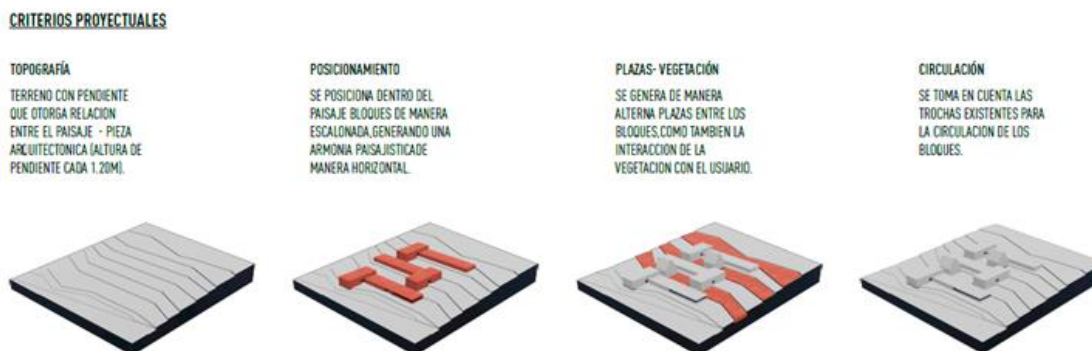 CRITERIOS PROYECTUALES
TOPOGRAFÍA
TERRENO CON PENDIENTE
QUE OTORGA RELACION
ENTRE EL PAISAJE - PIEZA
ARQUITECTONICA (ALTURA DE
PENDIENTE CADA 1.20M).
POSICIONAMIENTO
SE POSICIONA DENTRO DEL
PAISAJE BLOQUES DE MANERA
ESCALONADA,GENERANDO UNA
ARMONIA PAISAJISTICADE
MANERA HORIZONTAL.
PLAZAS- VEGETACIÓN
SE GENERA DE MANERA
ALTERNA PLAZAS ENTRE LOS
BLOQUES,COMO TAMBIEN LA
INTERACCION DE LA
VEGETACION CON EL USUARIO.
CIRCULACIÓN
SE TOMA EN CUENTA LAS
TROCHAS EXISTENTES PARA
LA CIRCULACION DE LOS
BLOQUES.